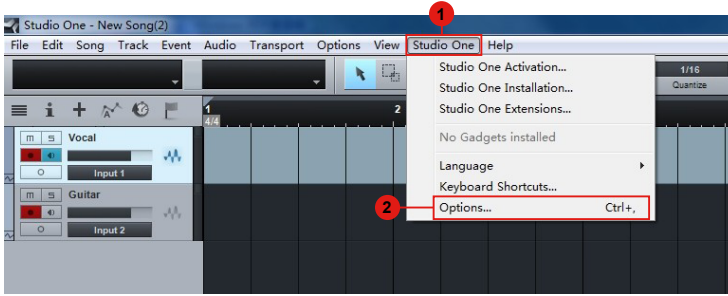 1
Studio One - New Song(2)
File Edit Song Track Event Audio Transport Options View Studio One Help
Studio One Activation...
Studio One Installation...
Studio One Extensions...
No Gadgets installed
Language
Keyboard Shortcuts...
2 Options... Ctrl+,
1/16
Quantize
1 2
4/4
M S Vocal
Input 1
M S Guitar
Input 2